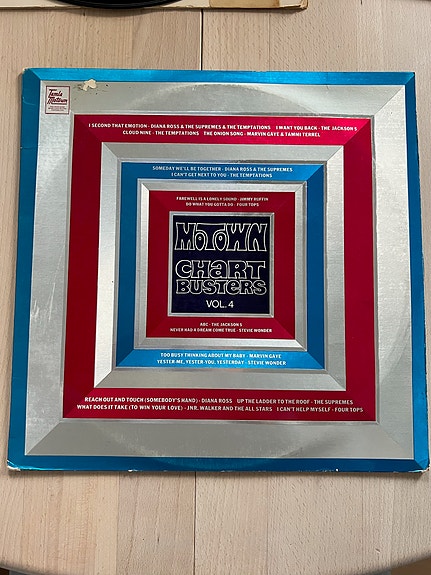 Tamla
Motown
I SECOND THAT EMOTION - DIANA ROSS & THE SUPREMES & THE TEMPTATIONS I WANT YOU BACK - THE JACKSON 5
CLOUD NINE - THE TEMPTATIONS THE ONION SONG - MARVIN GAYE & TAMMI TERREL
SOMEDAY WE'LL BE TOGETHER - DIANA ROSS & THE SUPREMES
I CAN'T GET NEXT TO YOU - THE TEMPTATIONS
FAREWELL IS A LONELY SOUND - JIMMY RUFFIN
DO WHAT YOU GOTTA DO - FOUR TOPS
MOTOWN
CHART
BUSTERS
VOL. 4
ABC - THE JACKSON 5
NEVER HAD A DREAM COME TRUE - STEVIE WONDER
TOO BUSY THINKING ABOUT MY BABY - MARVIN GAYE
YESTER-ME, YESTER-YOU, YESTERDAY - STEVIE WONDER
REACH OUT AND TOUCH (SOMEBODY'S HAND) - DIANA ROSS UP THE LADDER TO THE ROOF - THE SUPREMES
WHAT DOES IT TAKE (TO WIN YOUR LOVE) - JNR. WALKER AND THE ALL STARS I CAN'T HELP MYSELF - FOUR TOPS